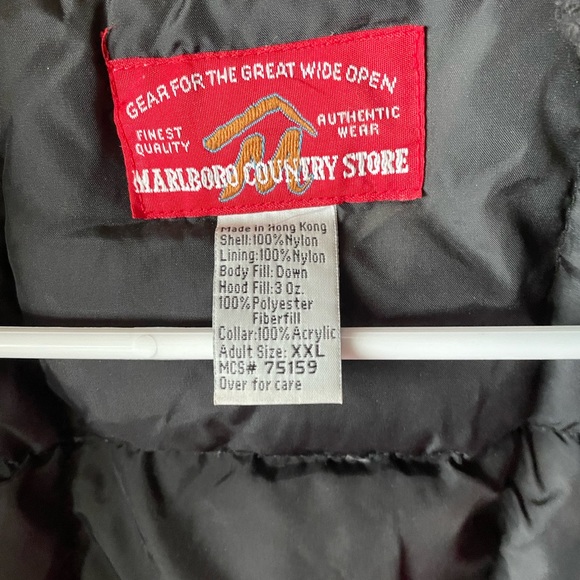 GEAR FOR THE GREAT WIDE OPEN
FINEST
QUALITY
AUTHENTIC
WEAR
MARLBORO COUNTRY STORE
Made in Hong Kong
Shell:100%Nylon
Lining:100%Nylon
Body Fill: Down
Hood Fill:3 Oz.
100%Polyester
Fiberfill
Collar:100%Acrylic
Adult Size: XXL
MCS# 75159
Over for care